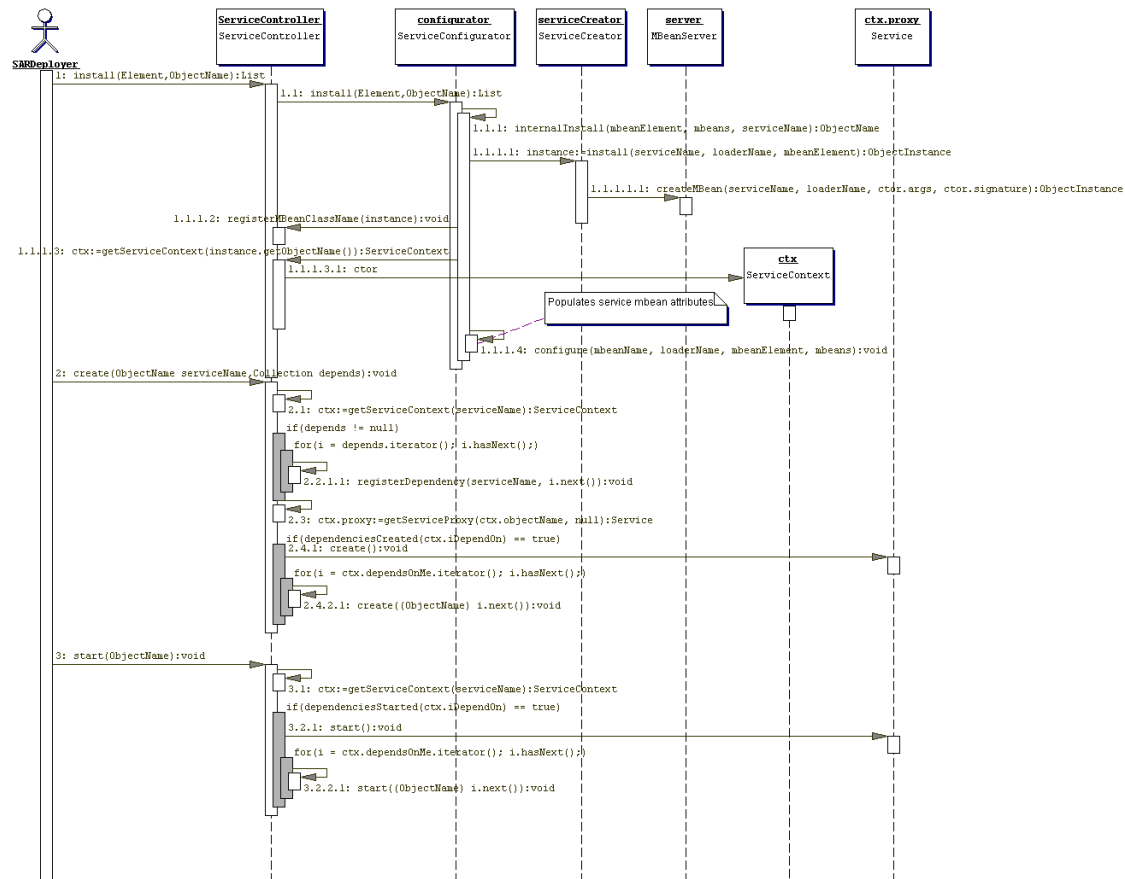 ServiceController
ServiceController
configurator
ServiceConfigurator
serviceCreator
ServiceCreator
server
MBeanServer
ctx.proxy
Service
SARDeployer
1: install(Element,ObjectName):List
1.1: install(Element,ObjectName):List
1.1.1: internalInstall(mbeanElement, mbeans, serviceName):ObjectName
1.1.1.1: instance:=install(serviceName, loaderName, mbeanElement):ObjectInstance
1.1.1.1.1: createMBean(serviceName, loaderName, ctor.args, ctor.signature):ObjectInstance
1.1.1.2: registerMBeanClassName(instance):void
1.1.1.3: ctx:=getServiceContext(instance.getObjectName()):ServiceContext
1.1.1.3.1: ctor
ctx
ServiceContext
Populates service mbean attributes
1.1.1.4: configure(mbeanName, loaderName, mbeanElement, mbeans):void
2: create(ObjectName serviceName,Collection depends):void
2.1: ctx:=getServiceContext(serviceName):ServiceContext
if(depends != null)
for(i = depends.iterator(); i.hasNext();)
2.2.1.1: registerDependency(serviceName, i.next()):void
2.3: ctx.proxy:=getServiceProxy(ctx.objectName, null):Service
if(dependenciesCreated(ctx.iDependOn) == true)
2.4.1: create():void
for(i = ctx.dependsOnMe.iterator(); i.hasNext();)
2.4.2.1: create((ObjectName) i.next()):void
3: start(ObjectName):void
3.1: ctx:=getServiceContext(serviceName):ServiceContext
if(dependenciesStarted(ctx.iDependOn) == true)
3.2.1: start():void
for(i = ctx.dependsOnMe.iterator(); i.hasNext();)
3.2.2.1: start((ObjectName) i.next()):void